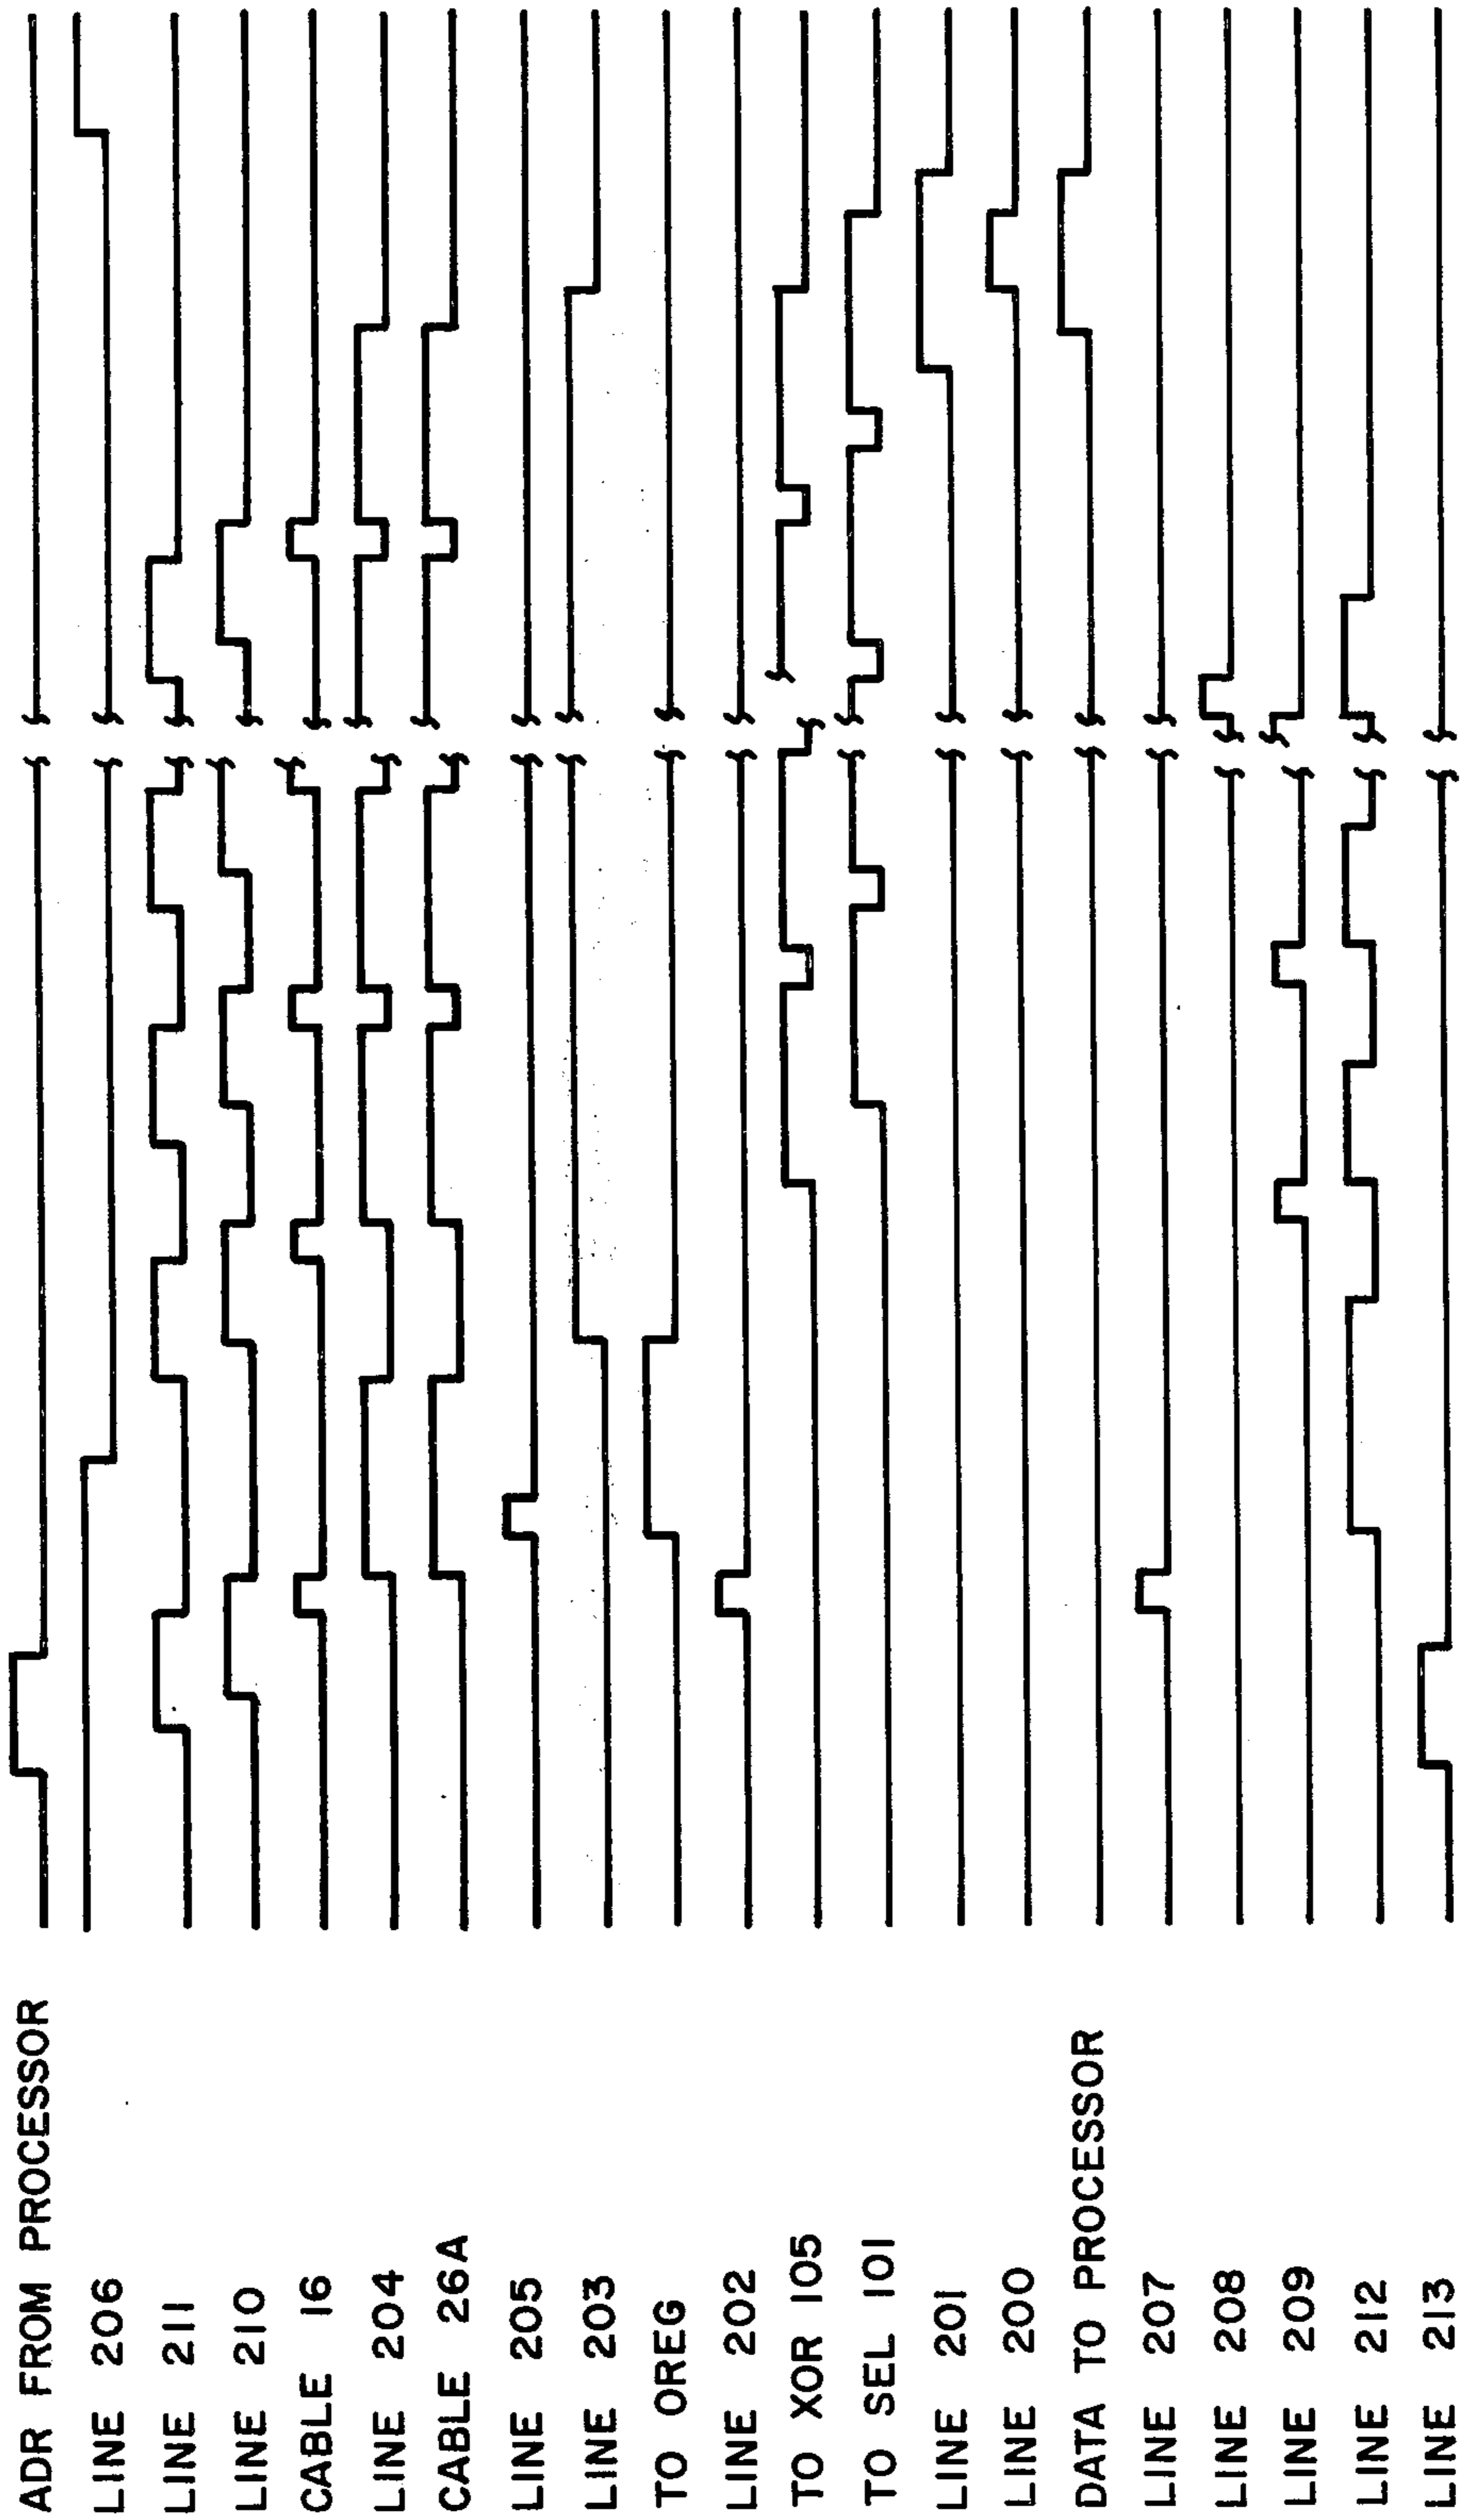 ADR FROM PROCESSOR
LINE 206
LINE 211
LINE 210
CABLE 16
LINE 204
CABLE 26A
LINE 205
LINE 203
TO OREG
LINE 202
TO XOR 105
TO SEL 101
LINE 201
LINE 200
DATA TO PROCESSOR
LINE 207
LINE 208
LINE 209
LINE 212
LINE 213